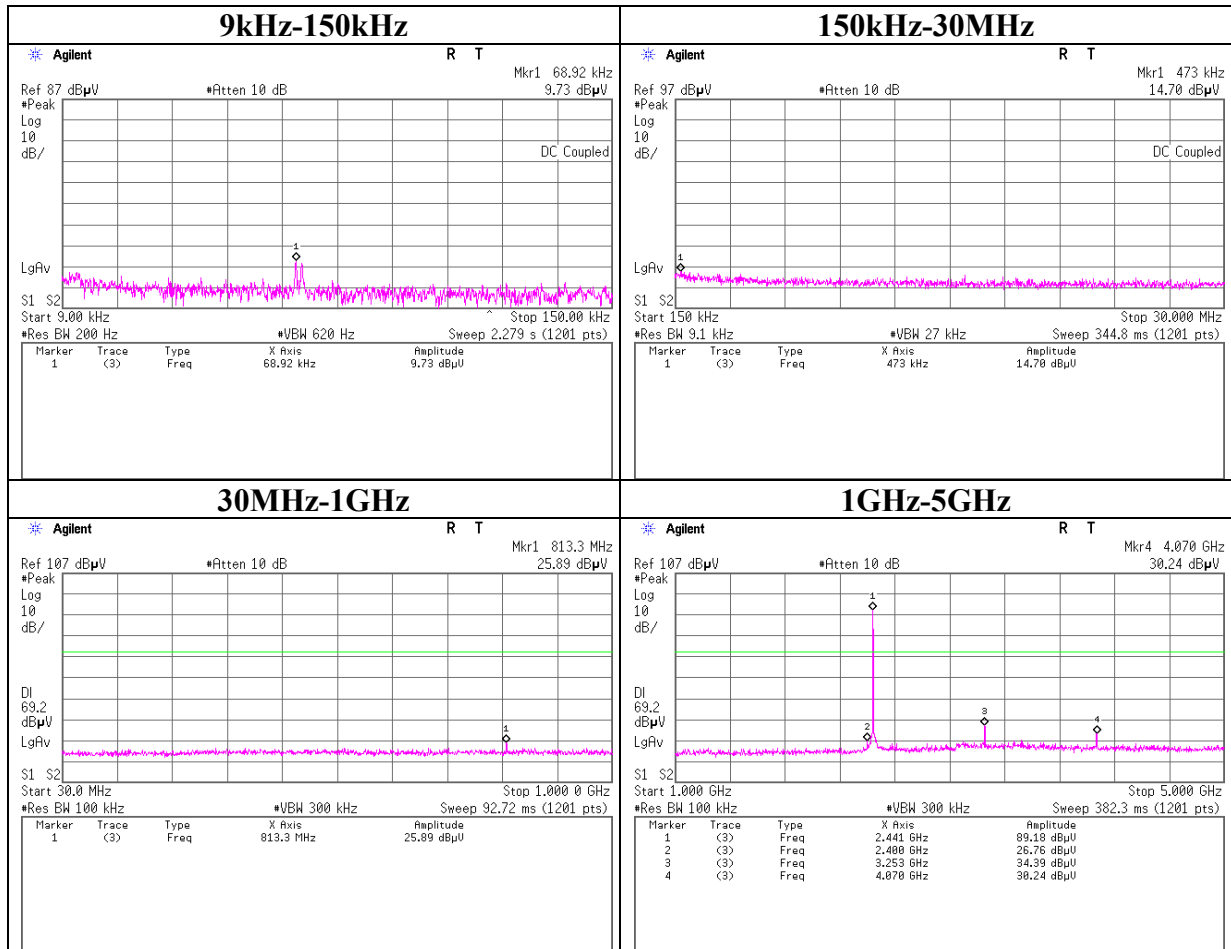 9kHz-150kHz
Agilent R T
Mkr1 68.92 kHz
Ref 87 dBµV #Atten 10 dB 9.73 dBµV
#Peak
Log
10
dB/
DC Coupled
1
LgAv
S1 S2
Start 9.00 kHz ^ Stop 150.00 kHz
#Res BW 200 Hz #VBW 620 Hz Sweep 2.279 s (1201 pts)
Marker Trace Type X Axis Amplitude
1 (3) Freq 68.92 kHz 9.73 dBµV
150kHz-30MHz
Agilent R T
Mkr1 473 kHz
Ref 97 dBµV #Atten 10 dB 14.70 dBµV
#Peak
Log
10
dB/
DC Coupled
1
LgAv
S1 S2
Start 150 kHz Stop 30.000 MHz
#Res BW 9.1 kHz #VBW 27 kHz Sweep 344.8 ms (1201 pts)
Marker Trace Type X Axis Amplitude
1 (3) Freq 473 kHz 14.70 dBµV
30MHz-1GHz
Agilent R T
Mkr1 813.3 MHz
Ref 107 dBµV #Atten 10 dB 25.89 dBµV
#Peak
Log
10
dB/
DI
69.2
dBµV
1
LgAv
S1 S2
Start 30.0 MHz Stop 1.000 0 GHz
#Res BW 100 kHz #VBW 300 kHz Sweep 92.72 ms (1201 pts)
Marker Trace Type X Axis Amplitude
1 (3) Freq 813.3 MHz 25.89 dBµV
1GHz-5GHz
Agilent R T
Mkr4 4.070 GHz
Ref 107 dBµV #Atten 10 dB 30.24 dBµV
#Peak
1
Log
10
dB/
DI
69.2
dBµV
3
2 4
LgAv
S1 S2
Start 1.000 GHz Stop 5.000 GHz
#Res BW 100 kHz #VBW 300 kHz Sweep 382.3 ms (1201 pts)
Marker Trace Type X Axis Amplitude
1 (3) Freq 2.441 GHz 89.18 dBµV
2 (3) Freq 2.400 GHz 26.76 dBµV
3 (3) Freq 3.253 GHz 34.39 dBµV
4 (3) Freq 4.070 GHz 30.24 dBµV